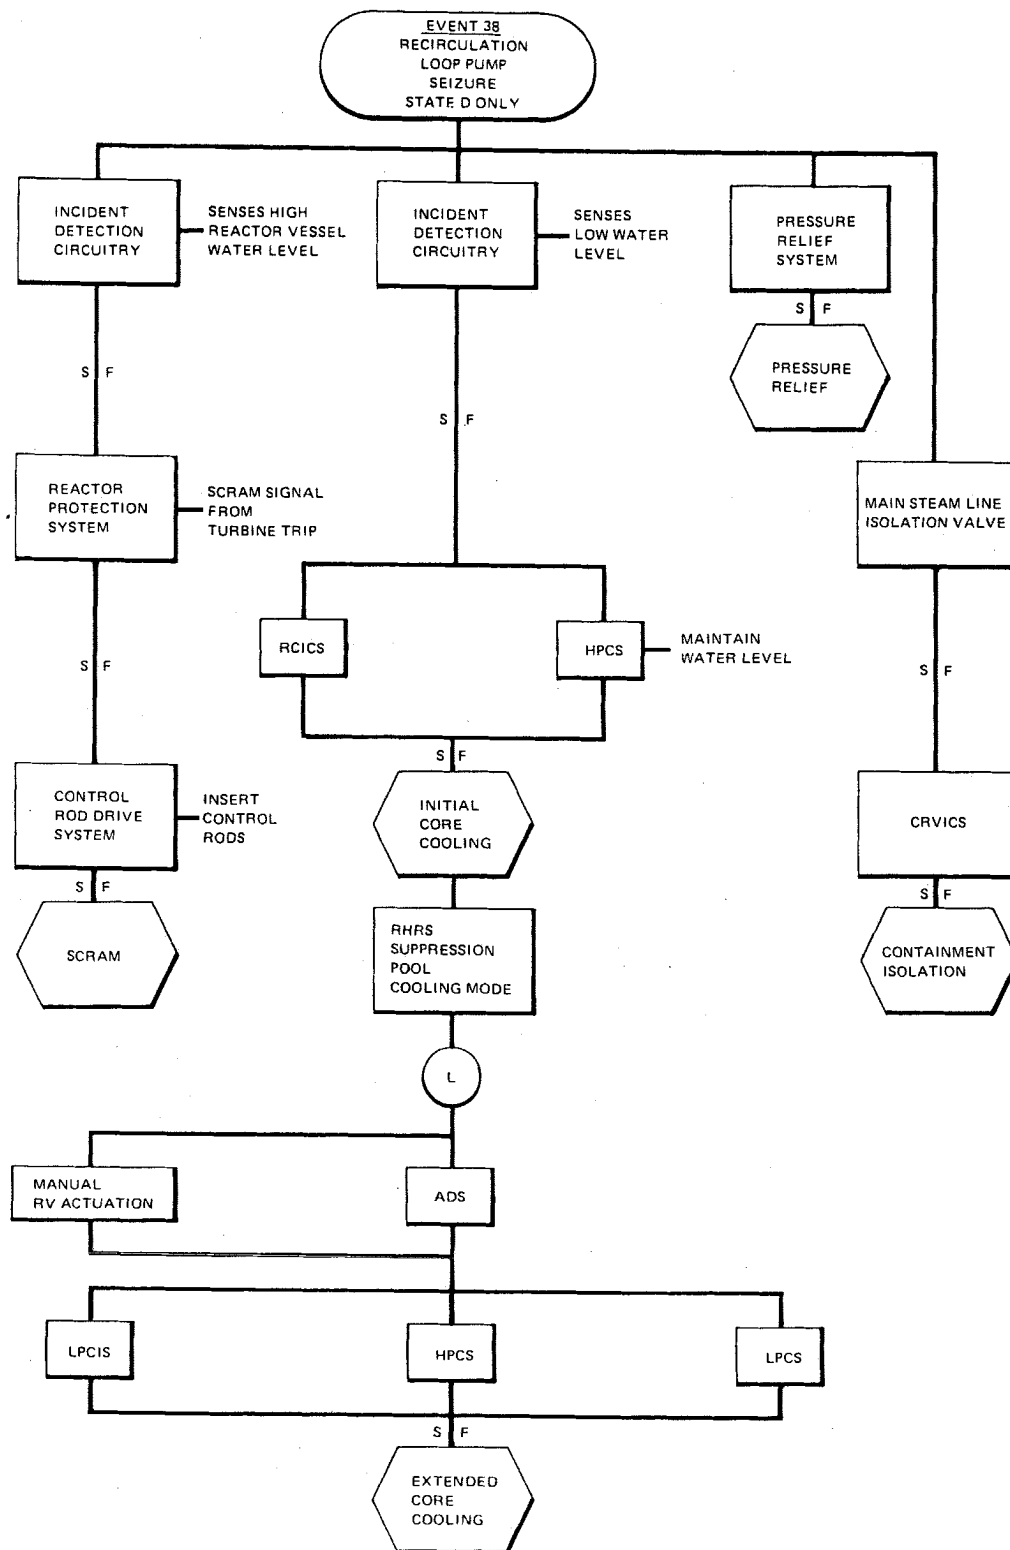 EVENT 38
RECIRCULATION
LOOP PUMP
SEIZURE
STATE D ONLY
INCIDENT
DETECTION
CIRCUITRY
SENSES HIGH
REACTOR VESSEL
WATER LEVEL
INCIDENT
DETECTION
CIRCUITRY
SENSES
LOW WATER
LEVEL
PRESSURE
RELIEF
SYSTEM
S F
PRESSURE
RELIEF
S F
S F
REACTOR
PROTECTION
SYSTEM
SCRAM SIGNAL
FROM
TURBINE TRIP
MAIN STEAM LINE
ISOLATION VALVE
RCICS
HPCS
MAINTAIN
WATER LEVEL
S F
S F
S F
CONTROL
ROD DRIVE
SYSTEM
INSERT
CONTROL
RODS
INITIAL
CORE
COOLING
CRVICS
S F
S F
SCRAM
RHRS
SUPPRESSION
POOL
COOLING MODE
CONTAINMENT
ISOLATION
L
MANUAL
RV ACTUATION
ADS
LPCIS
HPCS
LPCS
S F
EXTENDED
CORE
COOLING